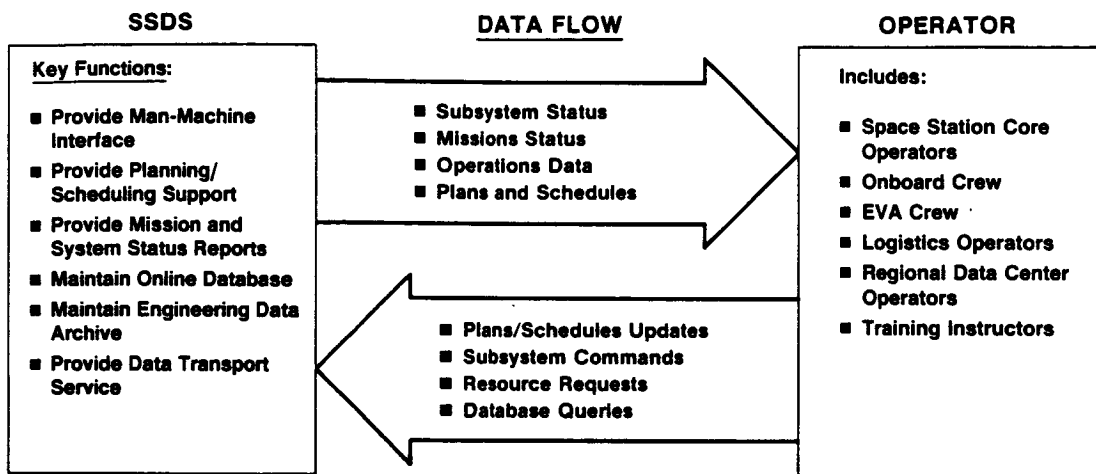 SSDS
Key Functions:
■ Provide Man-Machine
Interface
■ Provide Planning/
Scheduling Support
■ Provide Mission and
System Status Reports
■ Maintain Online Database
■ Maintain Engineering Data
Archive
■ Provide Data Transport
Service
DATA FLOW
■ Subsystem Status
■ Missions Status
■ Operations Data
■ Plans and Schedules
■ Plans/Schedules Updates
■ Subsystem Commands
■ Resource Requests
■ Database Queries
OPERATOR
Includes:
■ Space Station Core
Operators
■ Onboard Crew
■ EVA Crew
■ Logistics Operators
■ Regional Data Center
Operators
■ Training Instructors